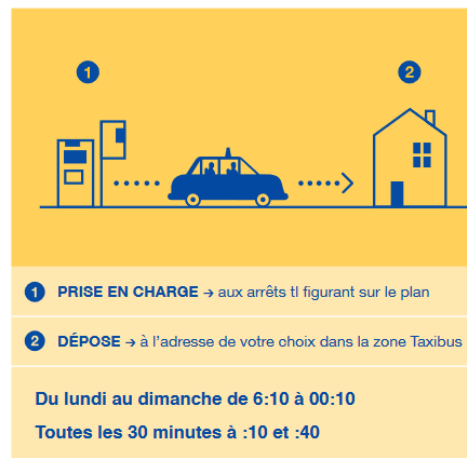 1 2
1 PRISE EN CHARGE → aux arrêts tl figurant sur le plan
2 DÉPOSE → à l'adresse de votre choix dans la zone Taxibus
Du lundi au dimanche de 6:10 à 00:10
Toutes les 30 minutes à :10 et :40